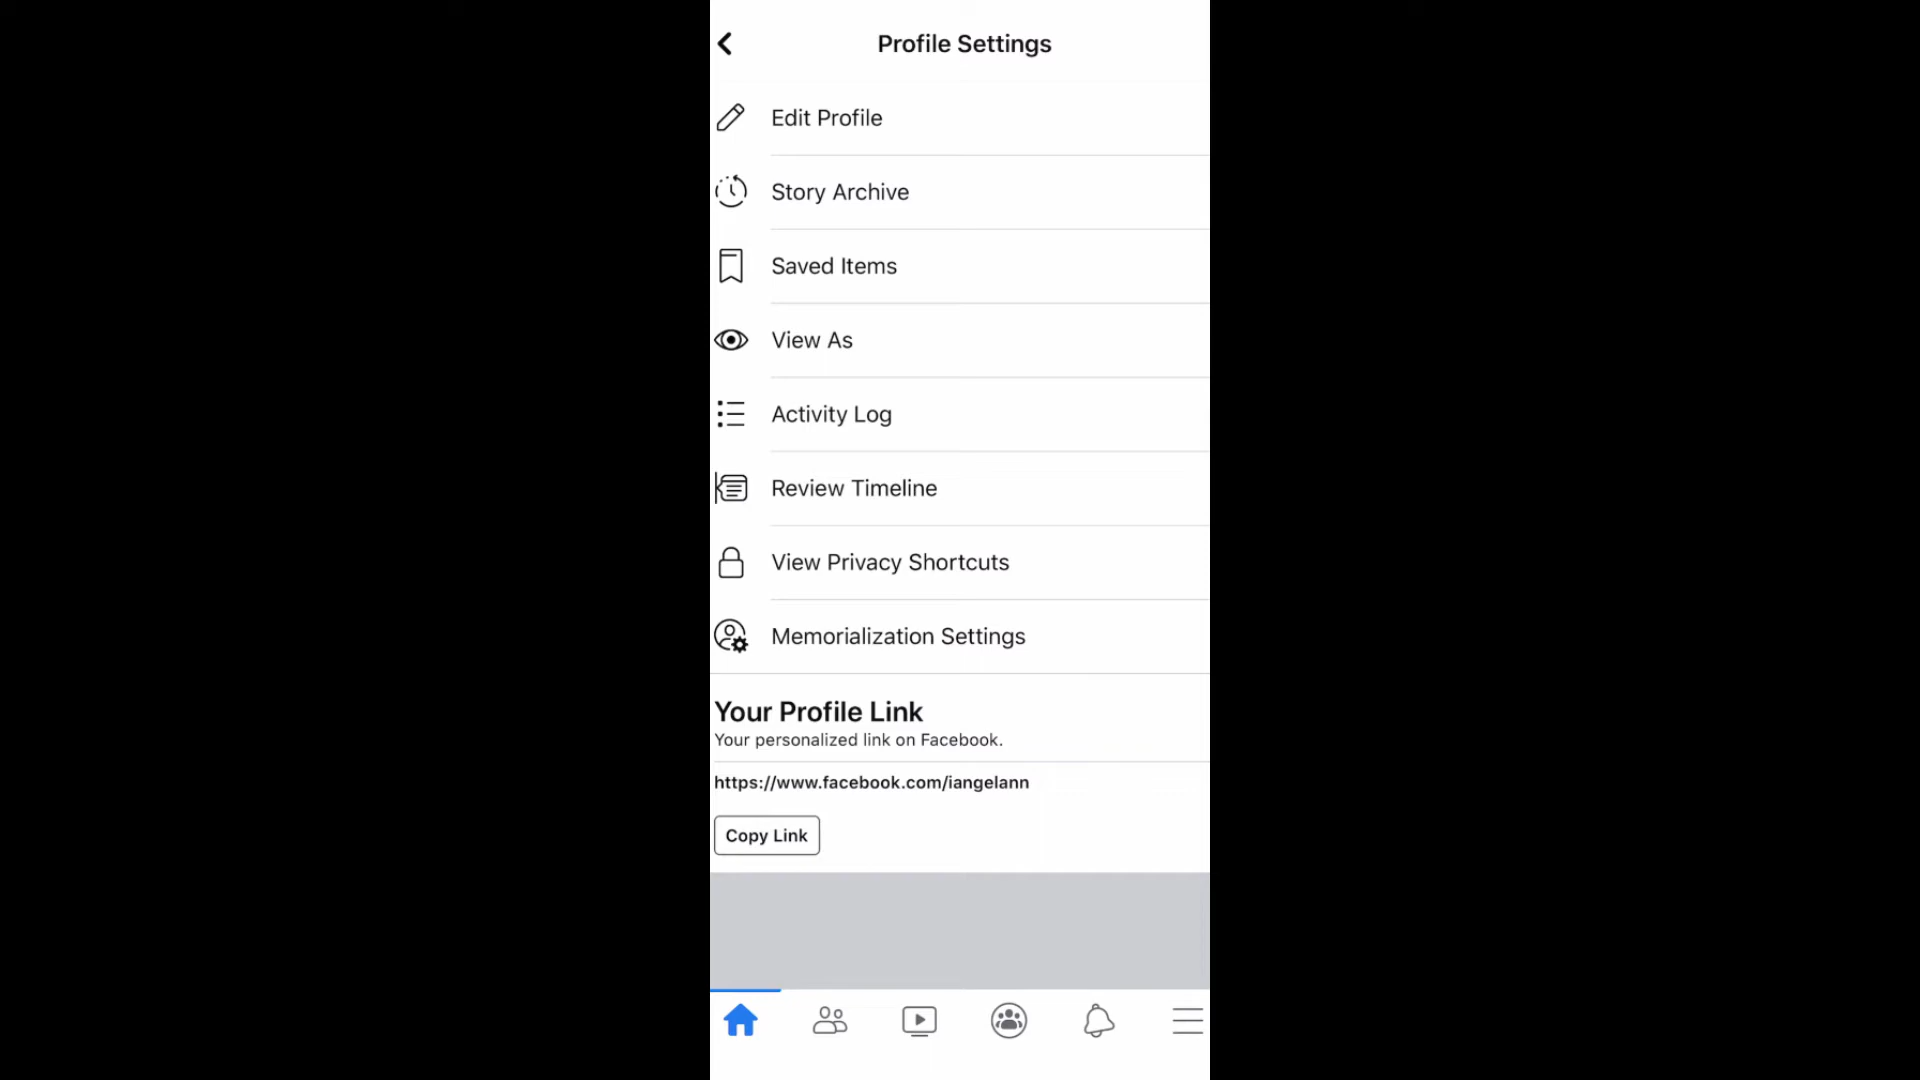 Profile Settings
Edit Profile
Story Archive
Saved Items
View As
Activity Log
Review Timeline
View Privacy Shortcuts
Memorialization Settings
Your Profile Link
Your personalized link on Facebook.
https://www.facebook.com/iangelann
Copy Link